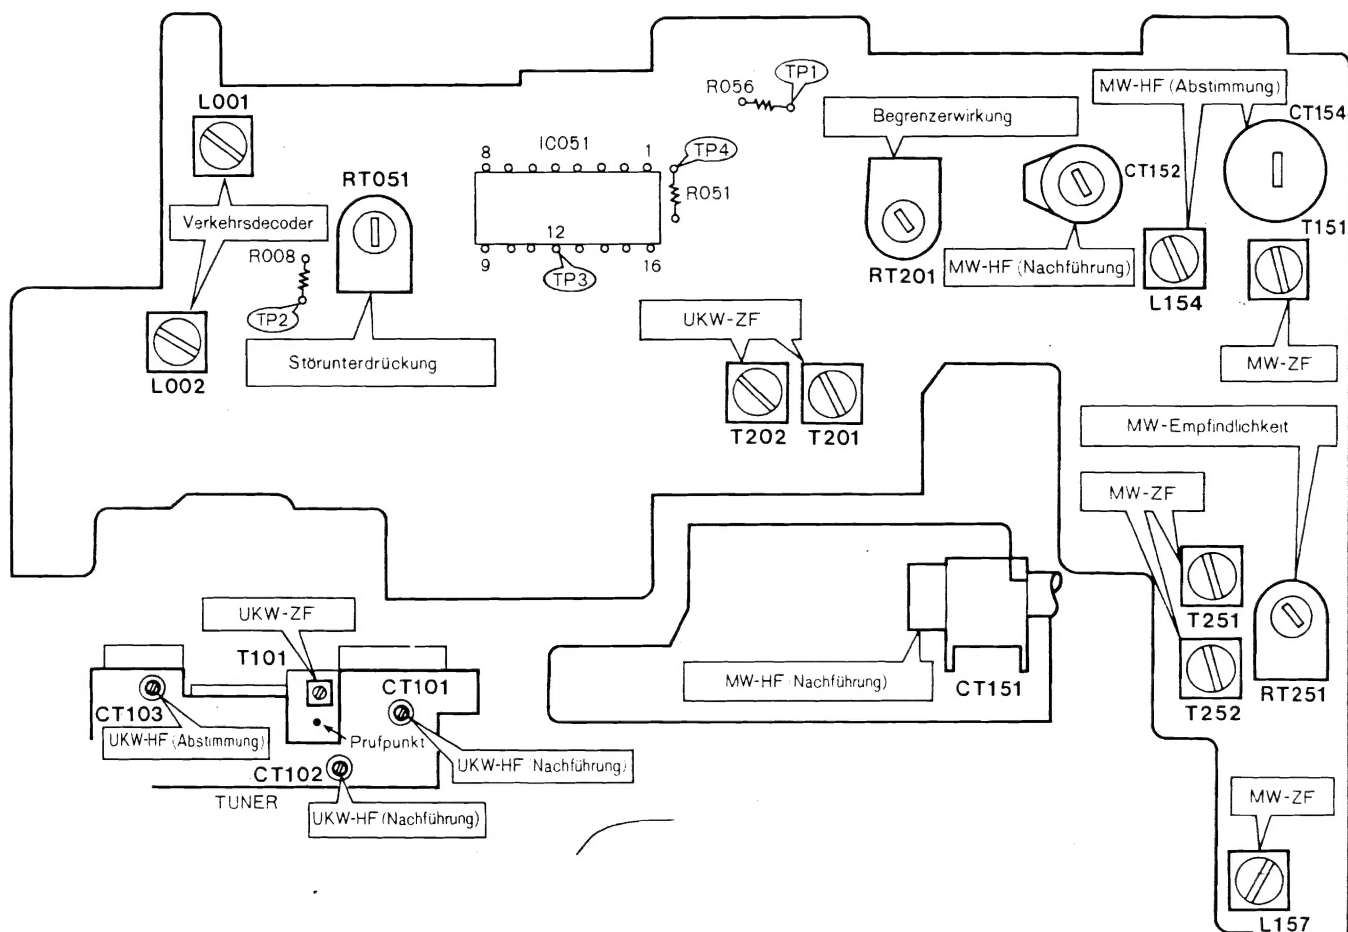 L001
R056
TP1
MW-HF (Abstimmung)
CT154
Begrenzerwirkung
8
IC051
1
TP4
R051
CT152
RT051
Verkehrsdecoder
R008
12
9
TP3
16
TP2
RT201
MW-HF (Nachführung)
T151
L154
UKW-ZF
L002
Störunterdrückung
MW-ZF
T202
T201
MW-Empfindlichkeit
MW-ZF
UKW-ZF
T101
T251
CT103
CT101
MW-HF (Nachführung)
CT151
RT251
T252
UKW-HF (Abstimmung)
Prufpunkt
UKW-HF (Nachführung)
CT102
TUNER
UKW-HF (Nachführung)
MW-ZF
L157